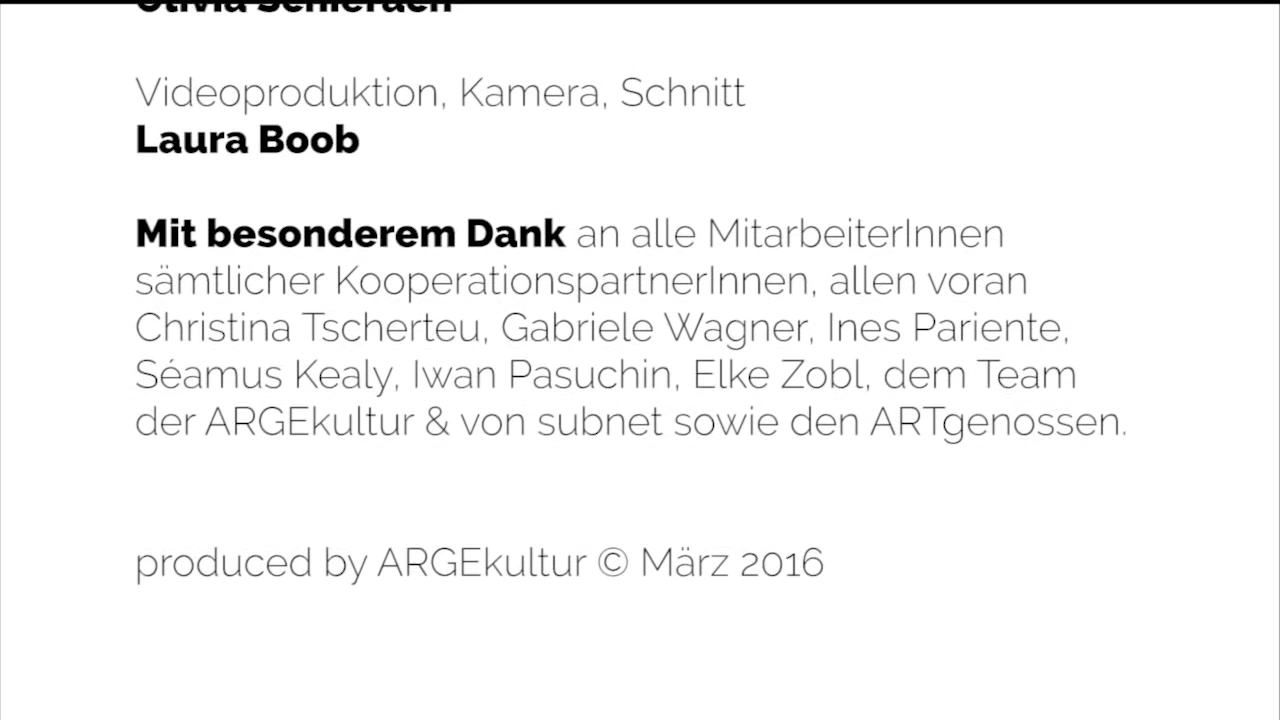 Olivia
Videoproduktion, Kamera, Schnitt
Laura Boob
Mit besonderem Dank an alle MitarbeiterInnen
sämtlicher KooperationspartnerInnen, allen voran
Christina Tscherteu, Gabriele Wagner, Ines Pariente,
Séamus Kealy, Iwan Pasuchin, Elke Zobl, dem Team
der ARGEkultur & von subnet sowie den ARTgenossen.
produced by ARGEkultur © März 2016